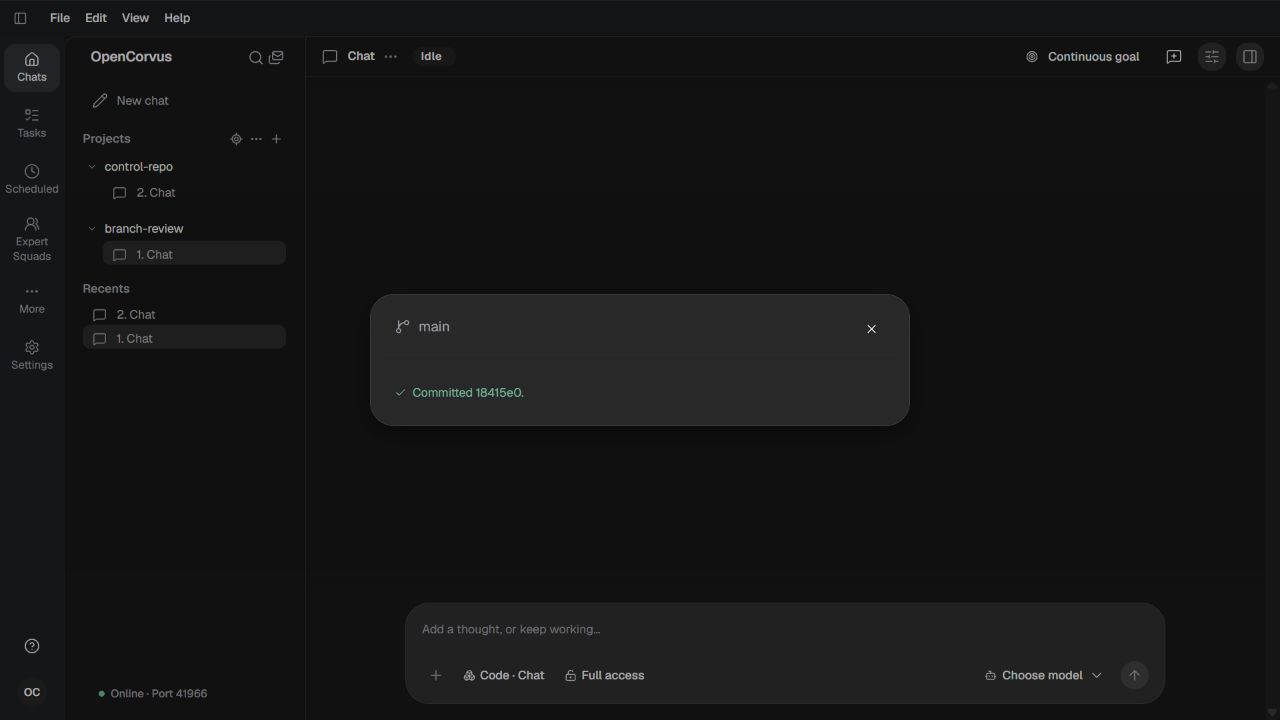 File Edit View Help
Chats
Tasks
Scheduled
Expert
Squads
More
Settings
OC
OpenCorvus
New chat
Projects
control-repo
2. Chat
branch-review
1. Chat
Recents
2. Chat
1. Chat
Online · Port 41966
Chat Idle Continuous goal
main
Committed 18415e0.
Add a thought, or keep working...
Code · Chat Full access Choose model